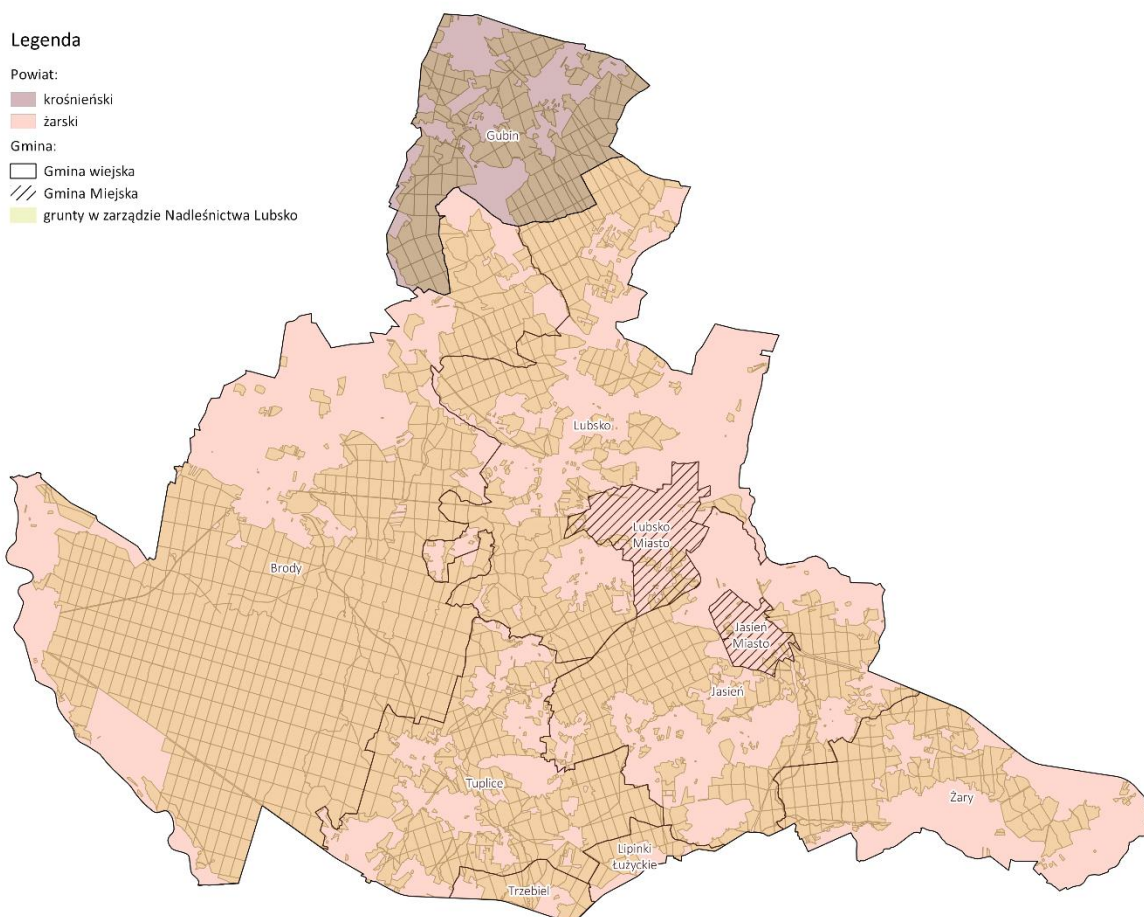 Legenda
Powiat:
krośnieński
żarski
Gmina:
Gmina wiejska
Gmina Miejska
grunty w zarządzie Nadleśnictwa Lubsko
Gubin
Lubsko
Lubsko
Miasto
Brody
Jasień
Miasto
Jasień
Tuplice
Żary
Lipinki
Łużyckie
Trzebiel